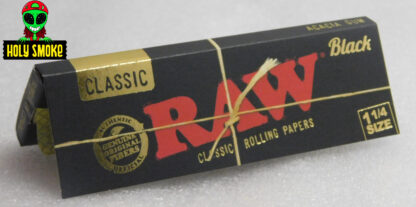 HOLY SMOKE
ACACIA GUM
CLASSIC
Black
RAW
AUTHENTIC
GENUINE
ORIGINAL
FIBERS
CLASSIC ROLLING PAPERS
1 1/4
SIZE